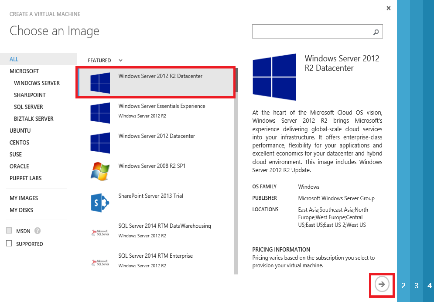 CREATE A VIRTUAL MACHINE
Choose an Image
ALL
MICROSOFT
WINDOWS SERVER
SHAREPOINT
SQL SERVER
BIZTALK SERVER
UBUNTU
CENTOS
SUSE
ORACLE
PUPPET LABS
MY IMAGES
MY DISKS
MSDN
SUPPORTED
FEATURED
Windows Server 2012 R2 Datacenter
Windows Server Essentials Experience
Windows Server 2012 R2
Windows Server 2012 Datacenter
Windows Server 2008 R2 SP1
SharePoint Server 2013 Trial
SQL Server 2014 RTM DataWarehousing
Windows Server 2012 R2
SQL Server 2014 RTM Enterprise
Windows Server 2012 R2
Windows Server 2012
R2 Datacenter
At the heart of the Microsoft Cloud OS vision,
Windows Server 2012 R2 brings Microsoft's
experience delivering global-scale cloud services
into your infrastructure. It offers enterprise-class
performance, flexibility for your applications and
excellent economics for your datacenter and hybrid
cloud environment. This image includes Windows
Server 2012 R2 Update.
OS FAMILY
Windows
PUBLISHER
Microsoft Windows Server Group
LOCATIONS
East Asia;Southeast Asia;North
Europe;West Europe;Central
US;East US;East US 2;West US
PRICING INFORMATION
Pricing varies based on the subscription you select to
provision your virtual machine.
2 3 4